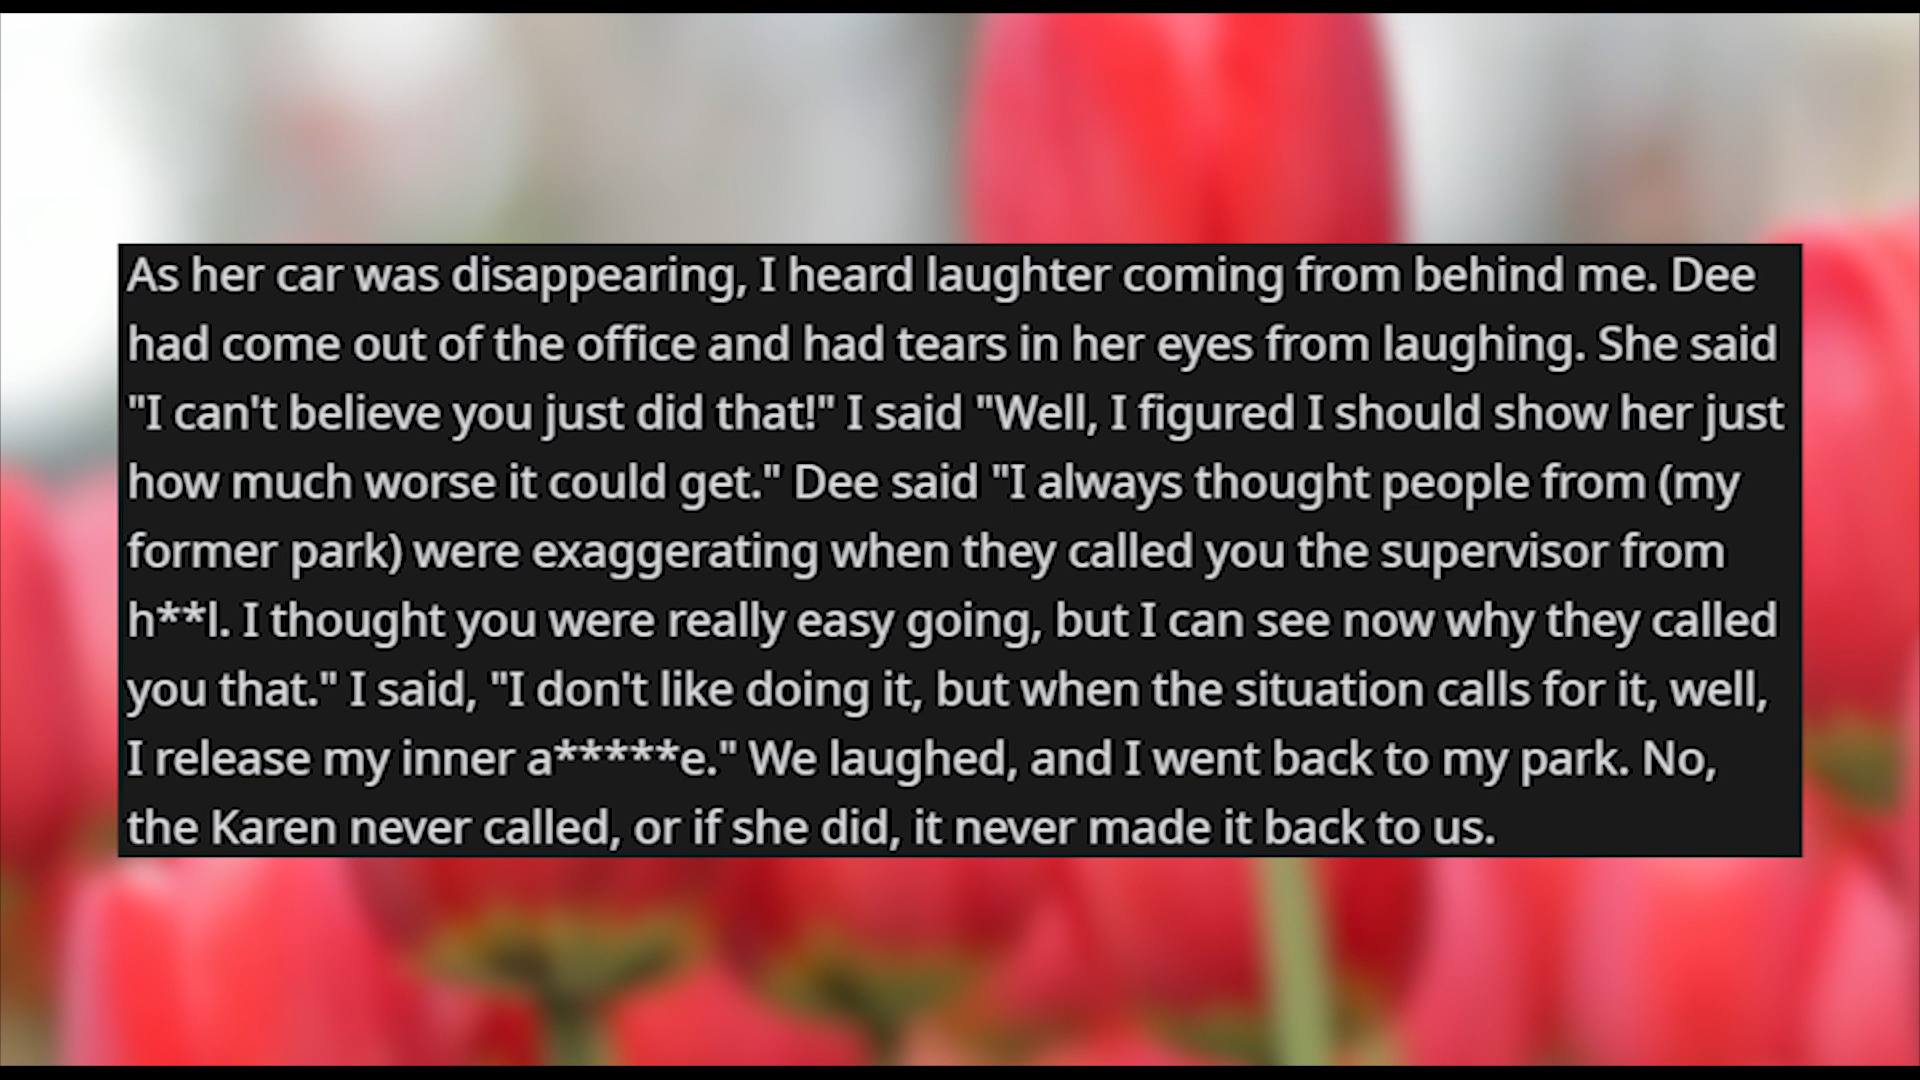 As her car was disappearing, I heard laughter coming from behind me. Dee
had come out of the office and had tears in her eyes from laughing. She said
"I can't believe you just did that!" I said "Well, I figured I should show her just
how much worse it could get." Dee said "I always thought people from (my
former park) were exaggerating when they called you the supervisor from
h**l. I thought you were really easy going, but I can see now why they called
you that." I said, "I don't like doing it, but when the situation calls for it, well,
I release my inner a*****e." We laughed, and I went back to my park. No,
the Karen never called, or if she did, it never made it back to us.